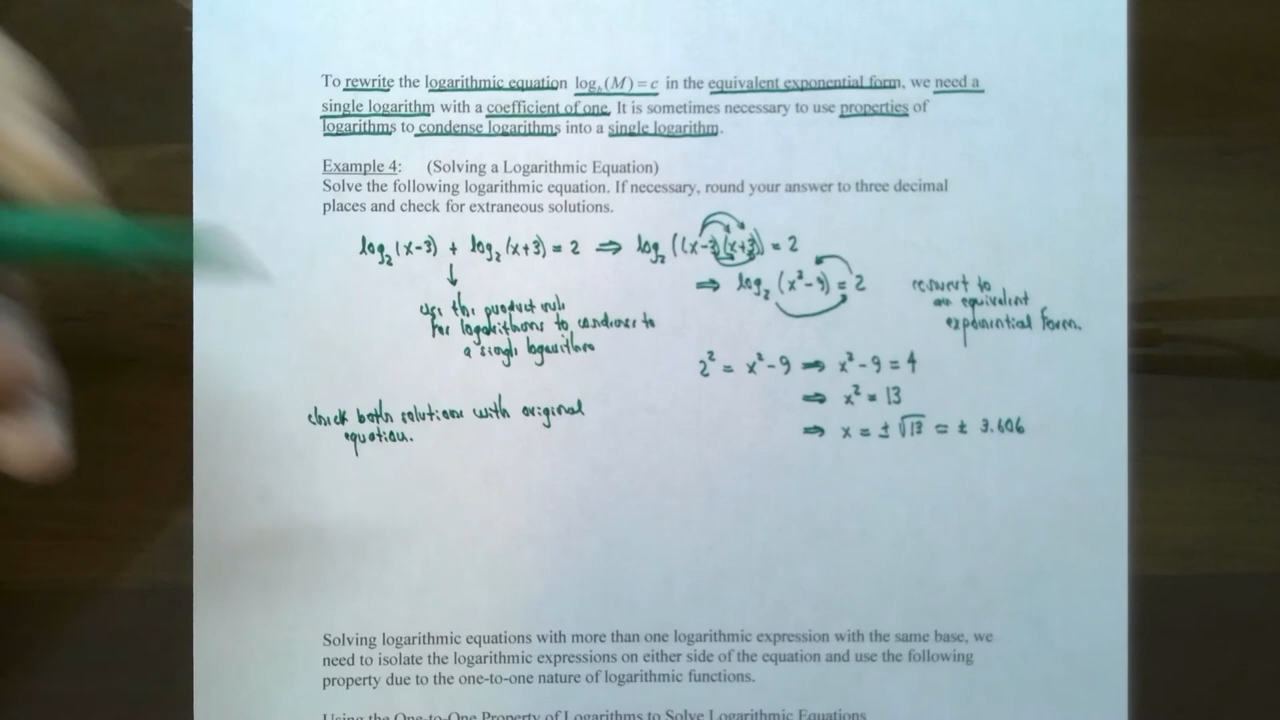 To rewrite the logarithmic equation log_b(M) = c in the equivalent exponential form, we need a
single logarithm with a coefficient of one. It is sometimes necessary to use properties of
logarithms to condense logarithms into a single logarithm.
Example 4: (Solving a Logarithmic Equation)
Solve the following logarithmic equation. If necessary, round your answer to three decimal
places and check for extraneous solutions.
log₂(x-3) + log₂(x+3) = 2 ⇒ log₂((x-3)(x+3)) = 2
⇒ log₂(x²-9) = 2
convert to
an equivalent
exponential form.
↓
use the product rule
for logarithms to condense to
a single logarithm
2² = x²-9 ⇒ x²-9 = 4
⇒ x² = 13
⇒ x = ±√13 = ± 3.606
check both solutions with original
equation.
Solving logarithmic equations with more than one logarithmic expression with the same base, we
need to isolate the logarithmic expressions on either side of the equation and use the following
property due to the one-to-one nature of logarithmic functions.
Using the One-to-One Property of Logarithms to Solve Logarithmic Equations